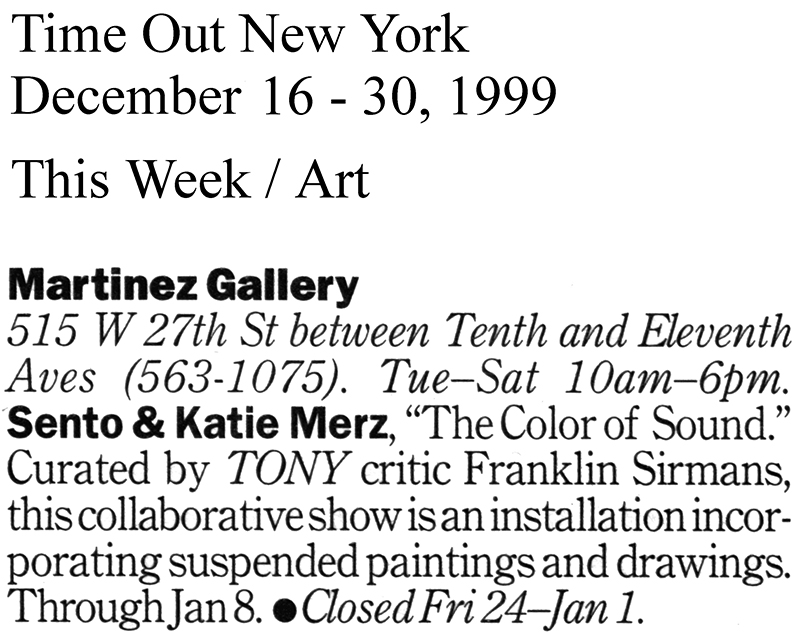 Time Out New York
December 16 - 30, 1999
This Week / Art
Martinez Gallery
515 W 27th St between Tenth and Eleventh
Aves (563-1075). Tue–Sat 10am–6pm.
Sento & Katie Merz, “The Color of Sound.”
Curated by TONY critic Franklin Sirmans,
this collaborative show is an installation incor-
porating suspended paintings and drawings.
Through Jan 8. ● Closed Fri 24–Jan 1.